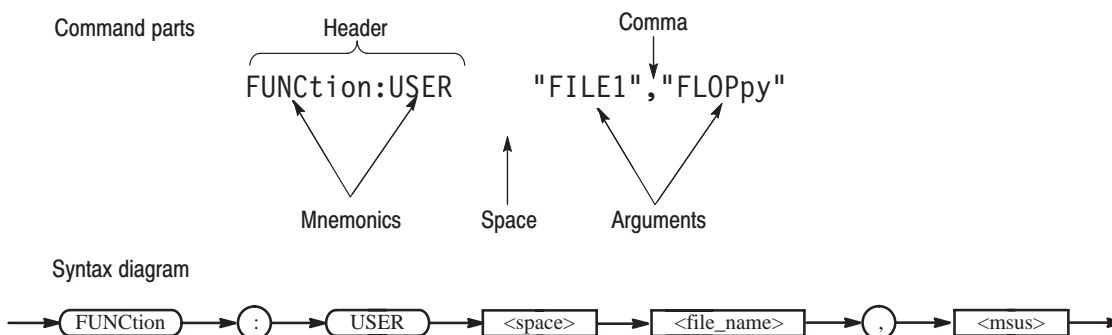 Command parts Header Comma
FUNCtion:USER "FILE1","FLOPpy"
Mnemonics Space Arguments
Syntax diagram
FUNCtion : USER <space> <file_name> , <msus>